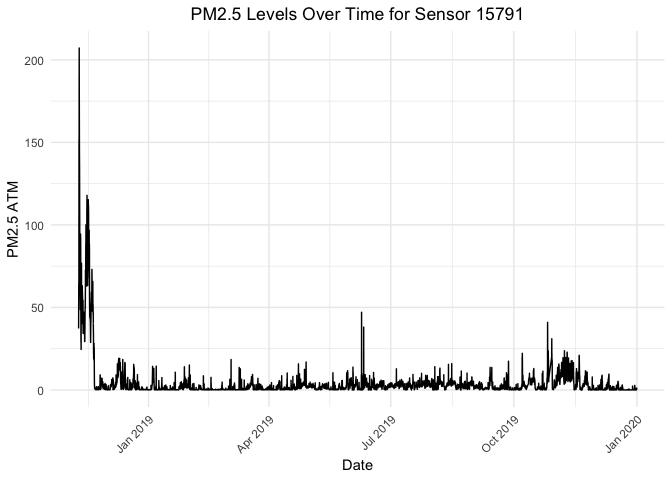 PM2.5 Levels Over Time for Sensor 15791
PM2.5 ATM
200
150
100
50
0
Jan 2019
Apr 2019
Jul 2019
Oct 2019
Jan 2020
Date